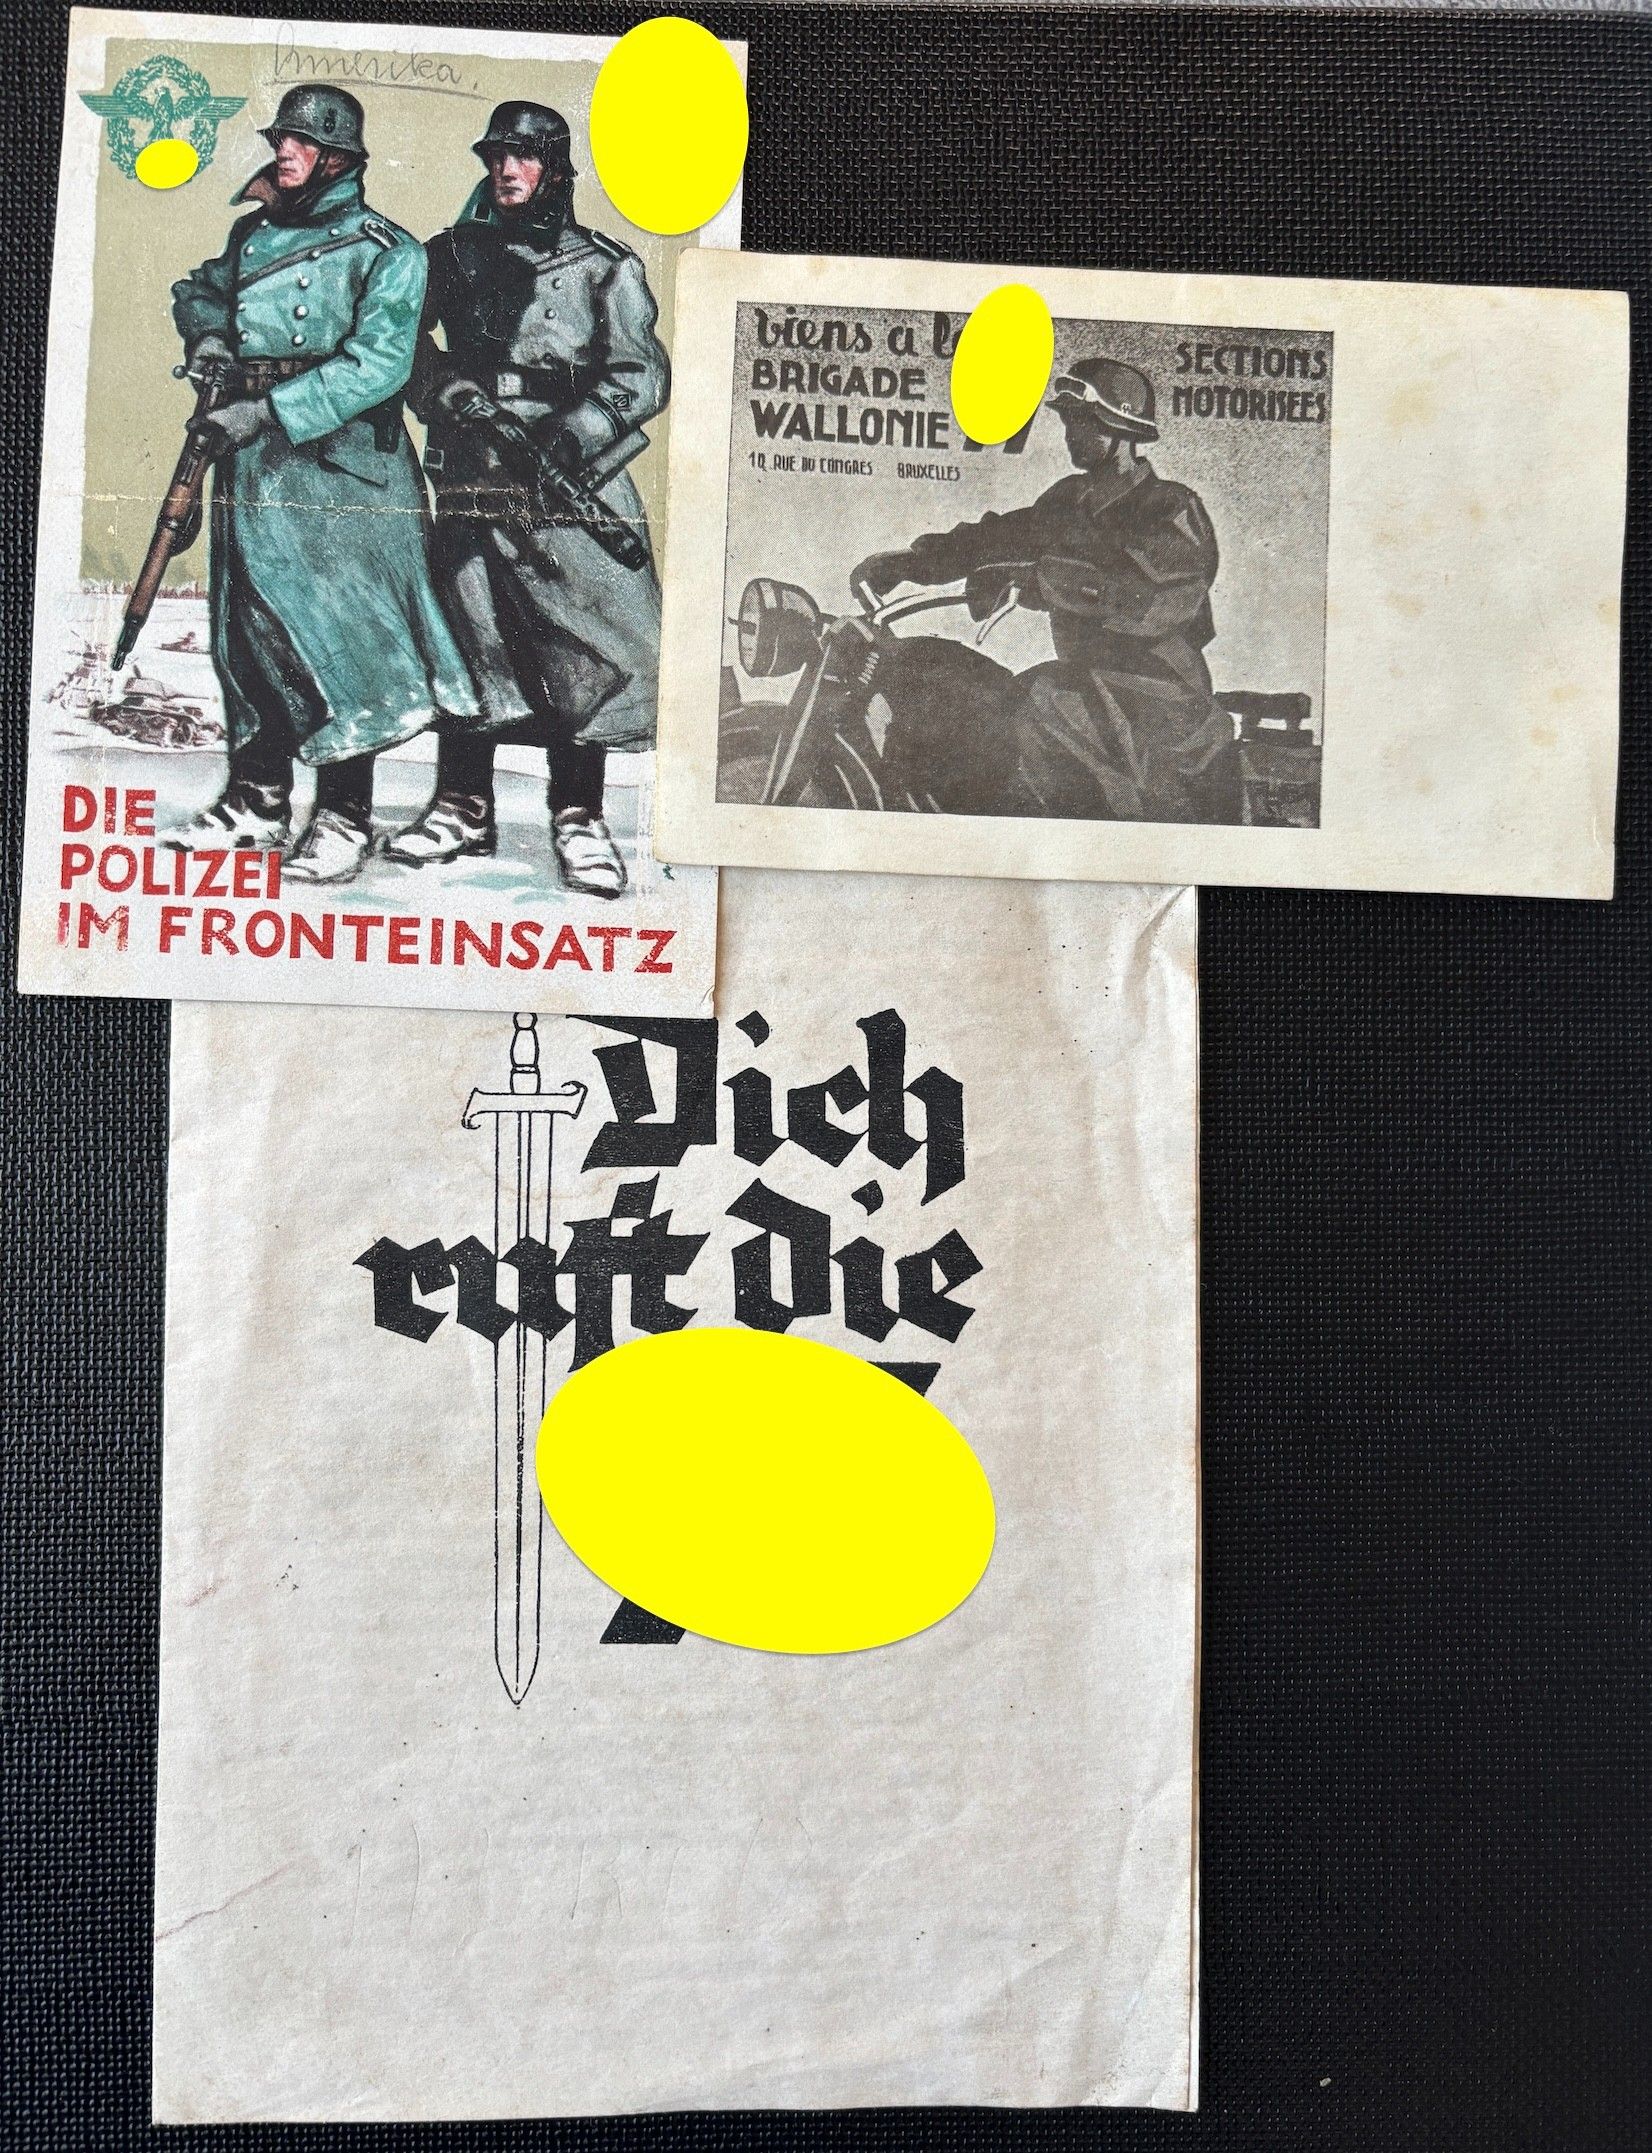 Amerika.
DIE
POLIZEI
IM FRONTEINSATZ
viens a
BRIGADE
WALLONIE
10 RUE DU CONGRES BRUXELLES
SECTIONS
MOTORISEES
Dich
ruft die